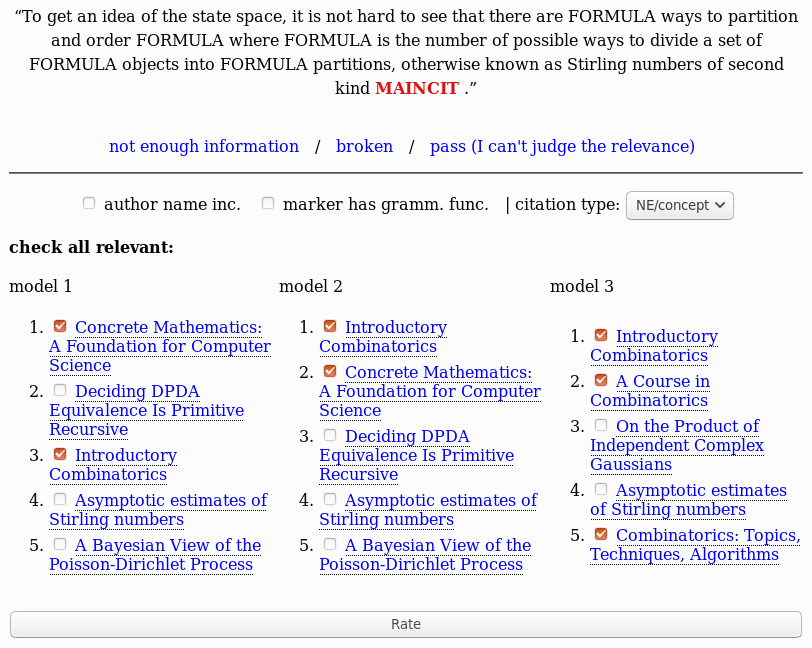 “To get an idea of the state space, it is not hard to see that there are FORMULA ways to partition
and order FORMULA where FORMULA is the number of possible ways to divide a set of
FORMULA objects into FORMULA partitions, otherwise known as Stirling numbers of second
kind MAINCIT .”
not enough information / broken / pass (I can't judge the relevance)
author name inc. marker has gramm. func. | citation type: NE/concept
check all relevant:
model 1
1. Concrete Mathematics:
A Foundation for Computer
Science
2. Deciding DPDA
Equivalence Is Primitive
Recursive
3. Introductory
Combinatorics
4. Asymptotic estimates of
Stirling numbers
5. A Bayesian View of the
Poisson-Dirichlet Process
model 2
1. Introductory
Combinatorics
2. Concrete Mathematics:
A Foundation for Computer
Science
3. Deciding DPDA
Equivalence Is Primitive
Recursive
4. Asymptotic estimates of
Stirling numbers
5. A Bayesian View of the
Poisson-Dirichlet Process
model 3
1. Introductory
Combinatorics
2. A Course in
Combinatorics
3. On the Product of
Independent Complex
Gaussians
4. Asymptotic estimates
of Stirling numbers
5. Combinatorics: Topics,
Techniques, Algorithms
Rate